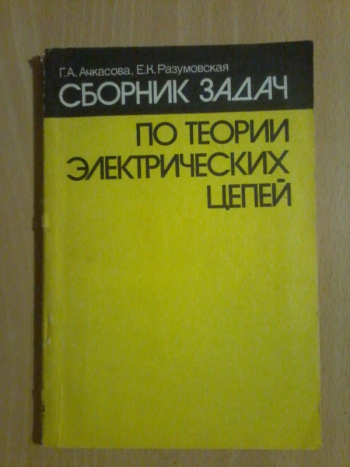 Г.А. Ачкасова, Е.К. Разумовская
СБОРНИК ЗАДАЧ
ПО ТЕОРИИ
ЭЛЕКТРИЧЕСКИХ
ЦЕПЕЙ